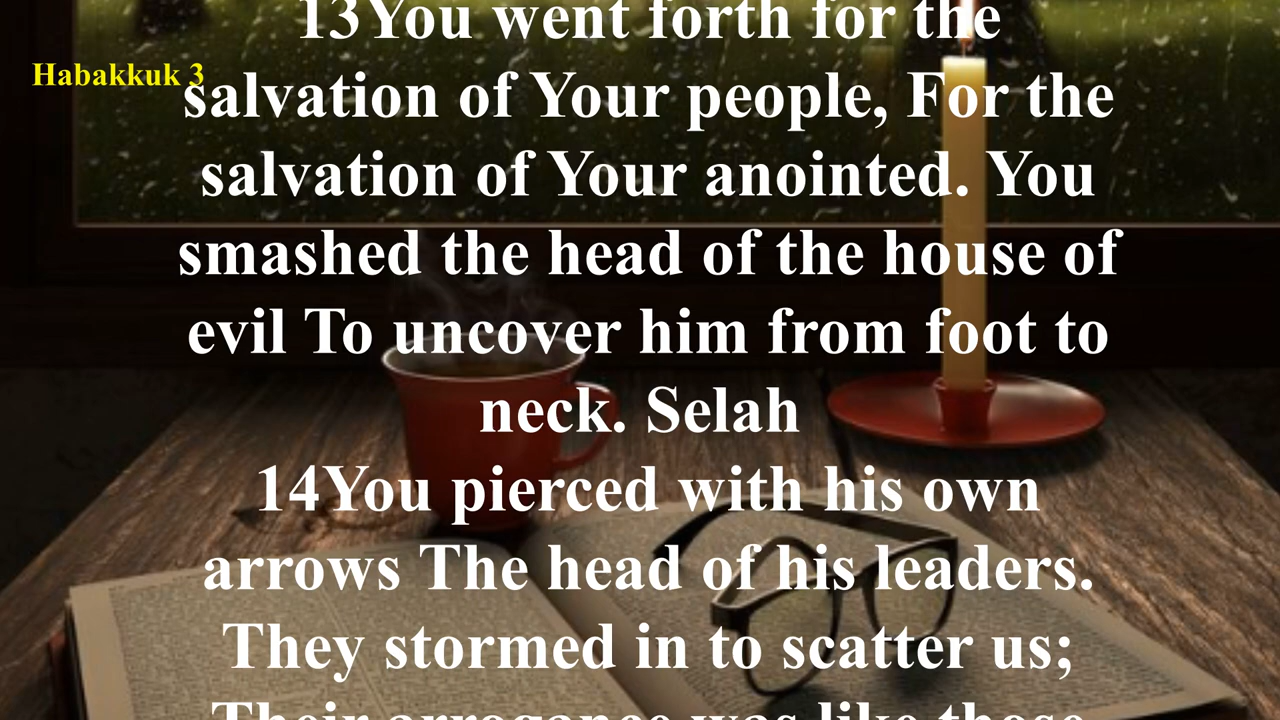 13You went forth for the
Habakkuk 3
salvation of Your people, For the
salvation of Your anointed. You
smashed the head of the house of
evil To uncover him from foot to
neck. Selah
14You pierced with his own
arrows The head of his leaders.
They stormed in to scatter us;
Their arrogance was like those